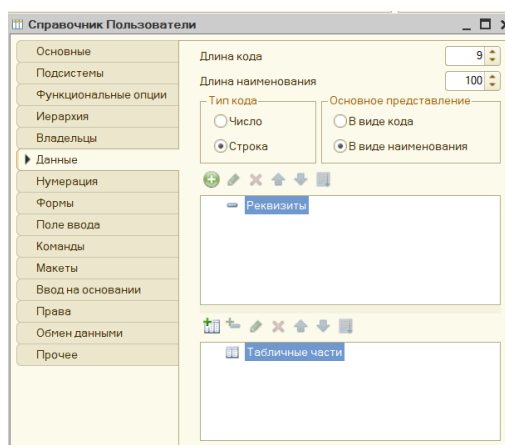 Справочник Пользователи
Основные
Подсистемы
Функциональные опции
Иерархия
Владельцы
Данные
Нумерация
Формы
Поле ввода
Команды
Макеты
Ввод на основании
Права
Обмен данными
Прочее
Длина кода 9
Длина наименования 100
Тип кода
Число
Строка
Основное представление
В виде кода
В виде наименования
Реквизиты
Табличные части